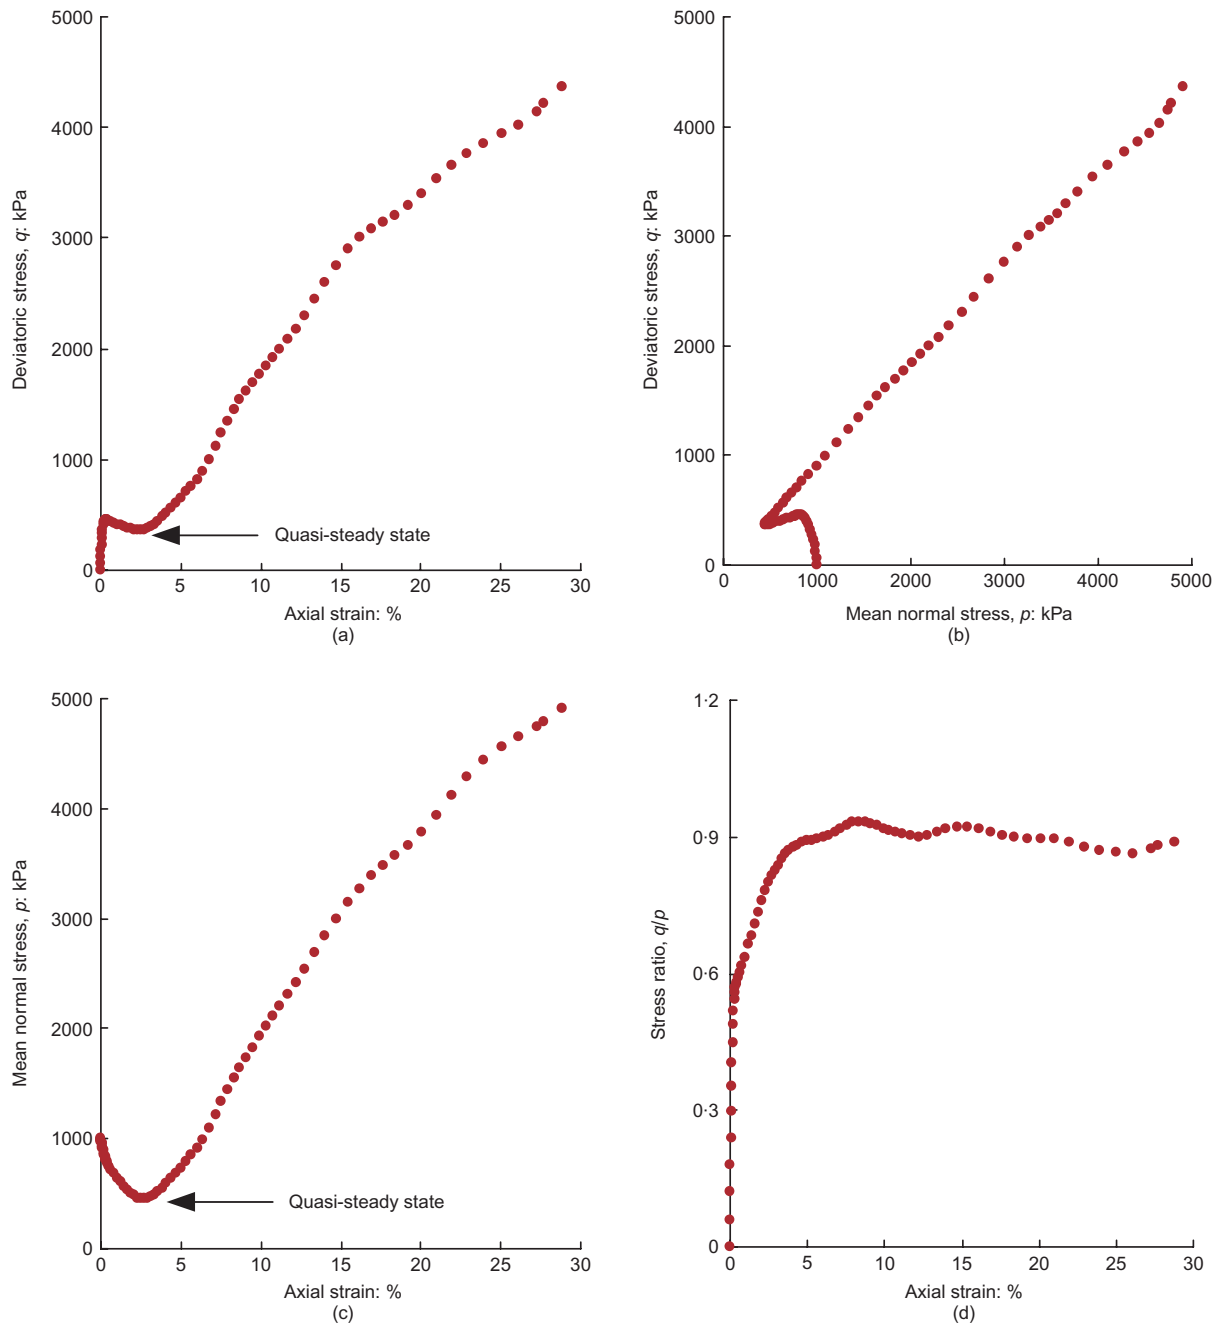 5000
4000
3000
2000
1000
0
Deviatoric stress, q: kPa
Quasi-steady state
0 5 10 15 20 25 30
Axial strain: %
(a)
5000
4000
3000
2000
1000
0
Deviatoric stress, q: kPa
0 1000 2000 3000 4000 5000
Mean normal stress, p: kPa
(b)
5000
4000
3000
2000
1000
0
Mean normal stress, p: kPa
Quasi-steady state
0 5 10 15 20 25 30
Axial strain: %
(c)
1·2
0·9
0·6
0·3
0
Stress ratio, q/p
0 5 10 15 20 25 30
Axial strain: %
(d)